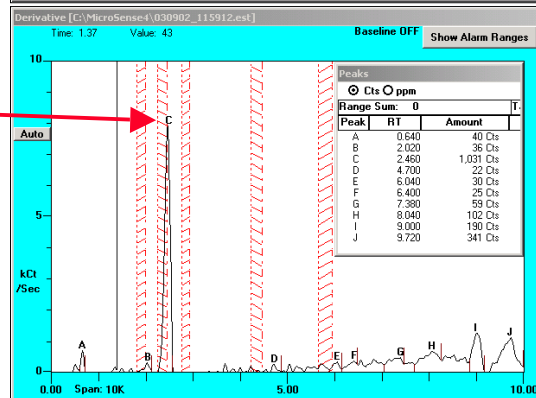 Derivative [C:\MicroSense4\030902_115912.est]
Time: 1.37 Value: 43 Baseline OFF Show Alarm Ranges
Peaks
Cts ppm
Range Sum: 0
Peak RT Amount
A 0.640 40 Cts
B 2.020 36 Cts
C 2.460 1,031 Cts
D 4.700 22 Cts
E 6.040 30 Cts
F 6.400 25 Cts
G 7.380 59 Cts
H 8.040 102 Cts
I 9.000 190 Cts
J 9.720 341 Cts
10
Auto
5
kCt
/Sec
0
A B C D E F G H I J
0.00 Span: 10K 5.00 10.00